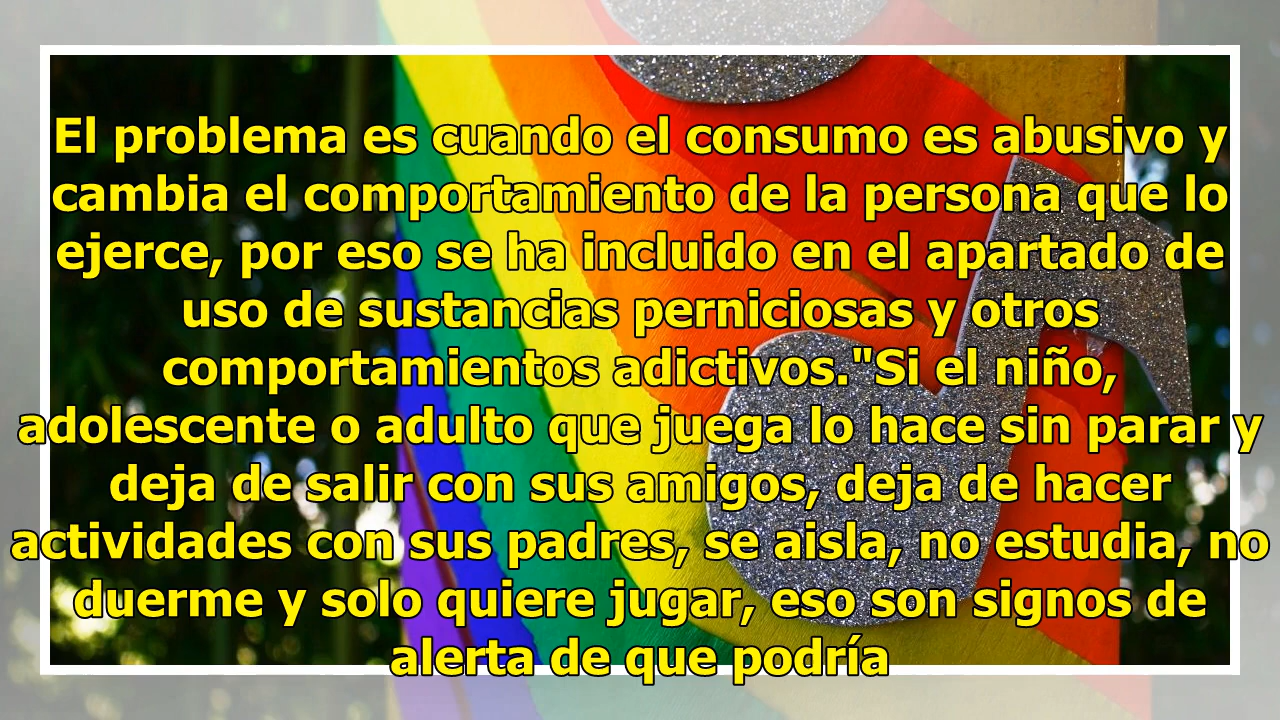 El problema es cuando el consumo es abusivo y
cambia el comportamiento de la persona que lo
ejerce, por eso se ha incluido en el apartado de
uso de sustancias perniciosas y otros
comportamientos adictivos."Si el niño,
adolescente o adulto que juega lo hace sin parar y
deja de salir con sus amigos, deja de hacer
actividades con sus padres, se aisla, no estudia, no
duerme y solo quiere jugar, eso son signos de
alerta de que podría